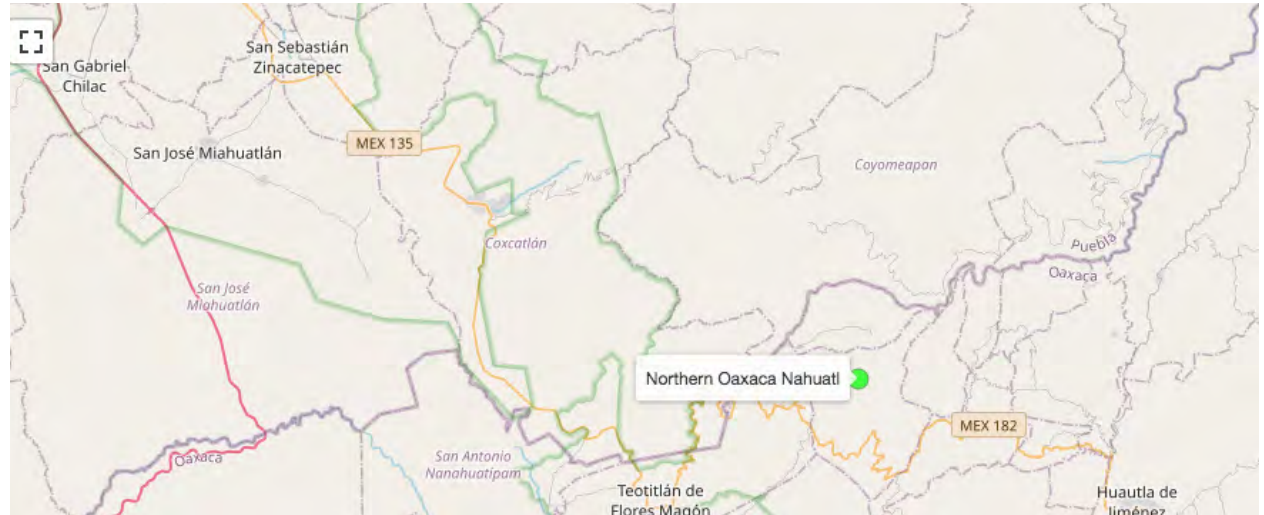 San Sebastián
Zinacatepec
San Gabriel
Chilac
MEX 135
San José Miahuatlán
Coyomeapan
Coxcatlán
Puebla
Oaxaca
San José
Miahuatlán
Northern Oaxaca Nahuatl
MEX 182
Oaxaca
San Antonio
Nanahuatipam
Teotitlán de
Flores Magón
Huautla de
Jiménez